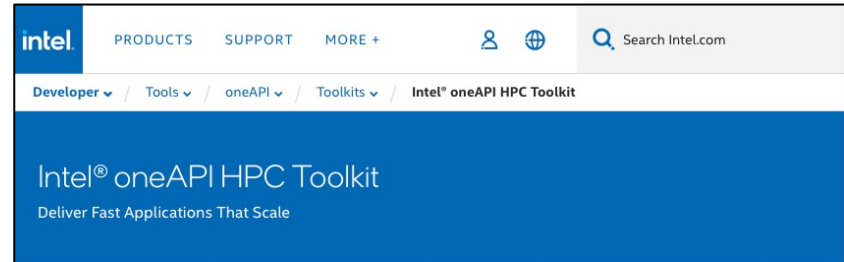 intel. PRODUCTS SUPPORT MORE + Search Intel.com
Developer / Tools / oneAPI / Toolkits / Intel® oneAPI HPC Toolkit
Intel® oneAPI HPC Toolkit
Deliver Fast Applications That Scale